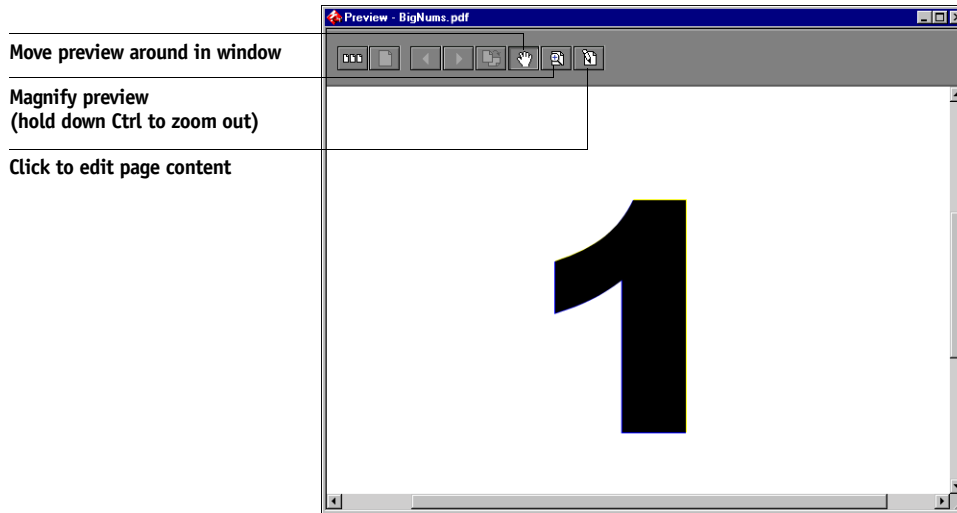 Preview - BigNums.pdf
Move preview around in window
Magnify preview
(hold down Ctrl to zoom out)
Click to edit page content
1